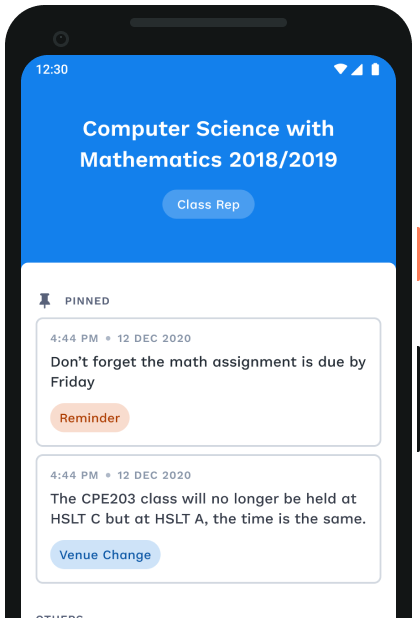 12:30
Computer Science with
Mathematics 2018/2019
Class Rep
PINNED
4:44 PM • 12 DEC 2020
Don’t forget the math assignment is due by
Friday
Reminder
4:44 PM • 12 DEC 2020
The CPE203 class will no longer be held at
HSLT C but at HSLT A, the time is the same.
Venue Change
OTHERS